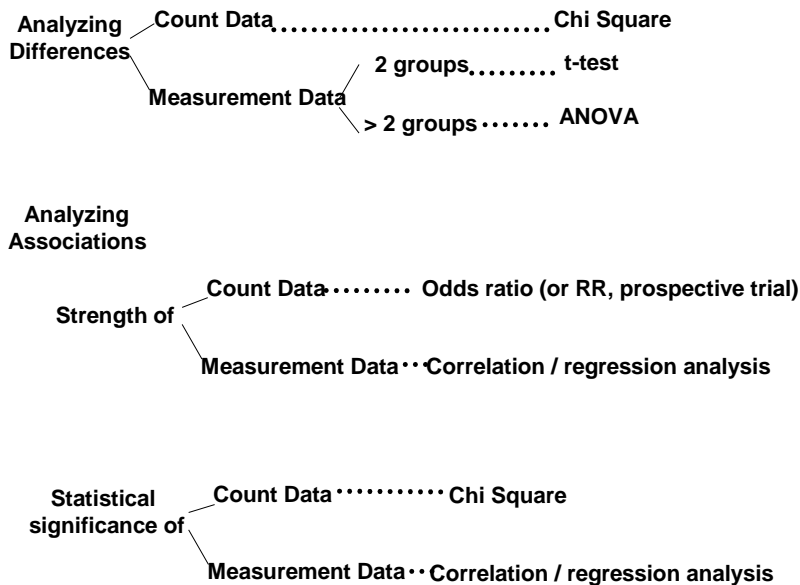 Analyzing Differences
Count Data Chi Square
Measurement Data
2 groups t-test
> 2 groups ANOVA
Analyzing
Associations
Strength of
Count Data Odds ratio (or RR, prospective trial)
Measurement Data Correlation / regression analysis
Statistical
significance of
Count Data Chi Square
Measurement Data Correlation / regression analysis